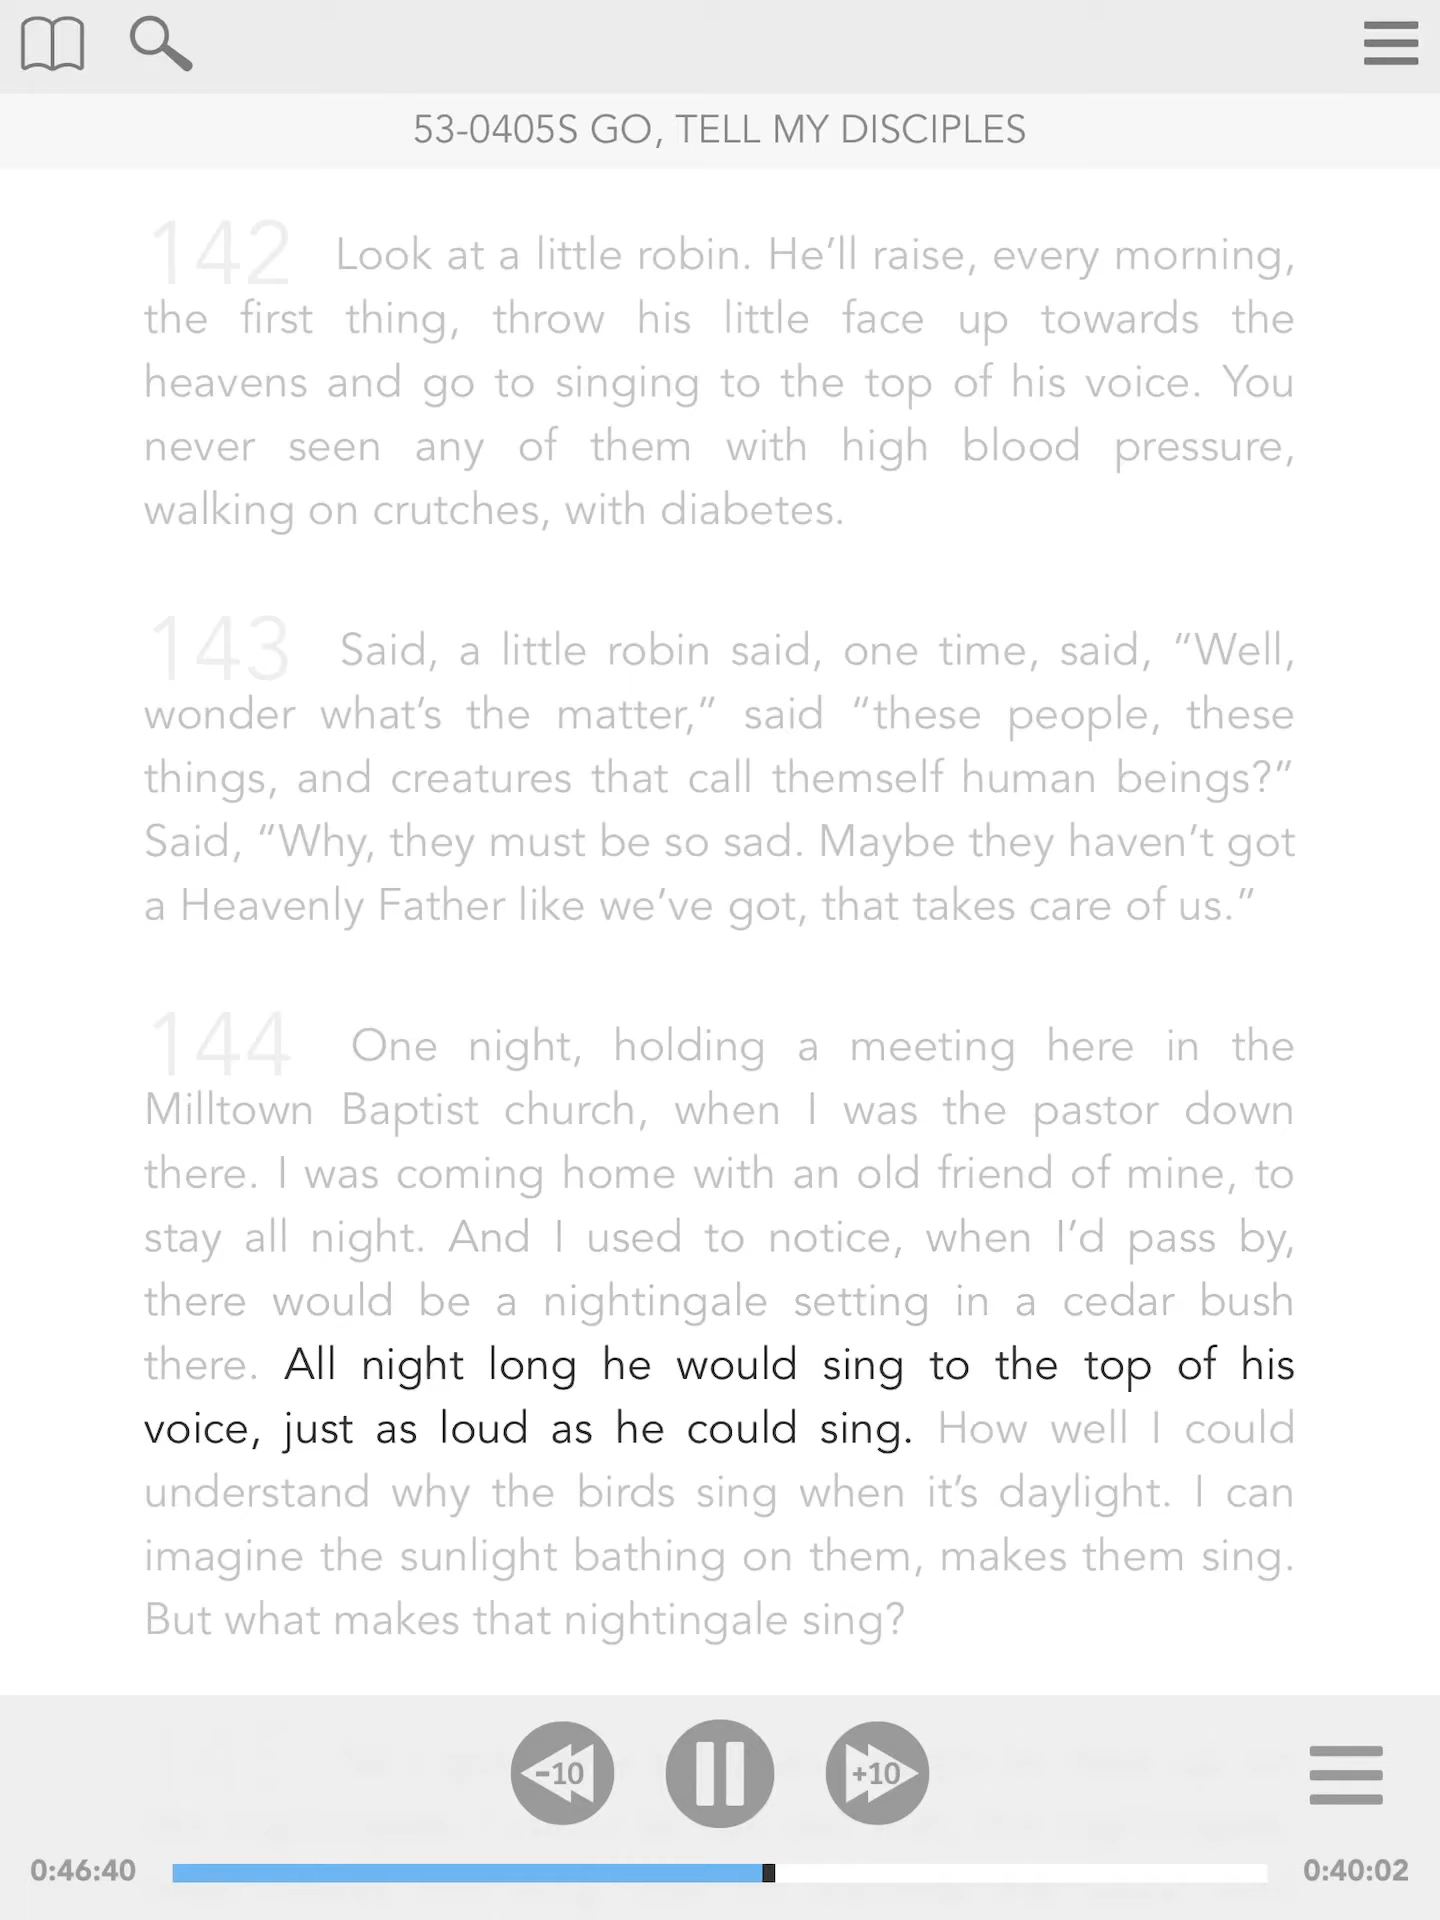 53-0405S GO, TELL MY DISCIPLES
142 Look at a little robin. He’ll raise, every morning,
the first thing, throw his little face up towards the
heavens and go to singing to the top of his voice. You
never seen any of them with high blood pressure,
walking on crutches, with diabetes.
143 Said, a little robin said, one time, said, “Well,
wonder what’s the matter,” said “these people, these
things, and creatures that call themself human beings?”
Said, “Why, they must be so sad. Maybe they haven’t got
a Heavenly Father like we’ve got, that takes care of us.”
144 One night, holding a meeting here in the
Milltown Baptist church, when I was the pastor down
there. I was coming home with an old friend of mine, to
stay all night. And I used to notice, when I’d pass by,
there would be a nightingale setting in a cedar bush
there. All night long he would sing to the top of his
voice, just as loud as he could sing. How well I could
understand why the birds sing when it’s daylight. I can
imagine the sunlight bathing on them, makes them sing.
But what makes that nightingale sing?
-10 +10
0:46:40 0:40:02